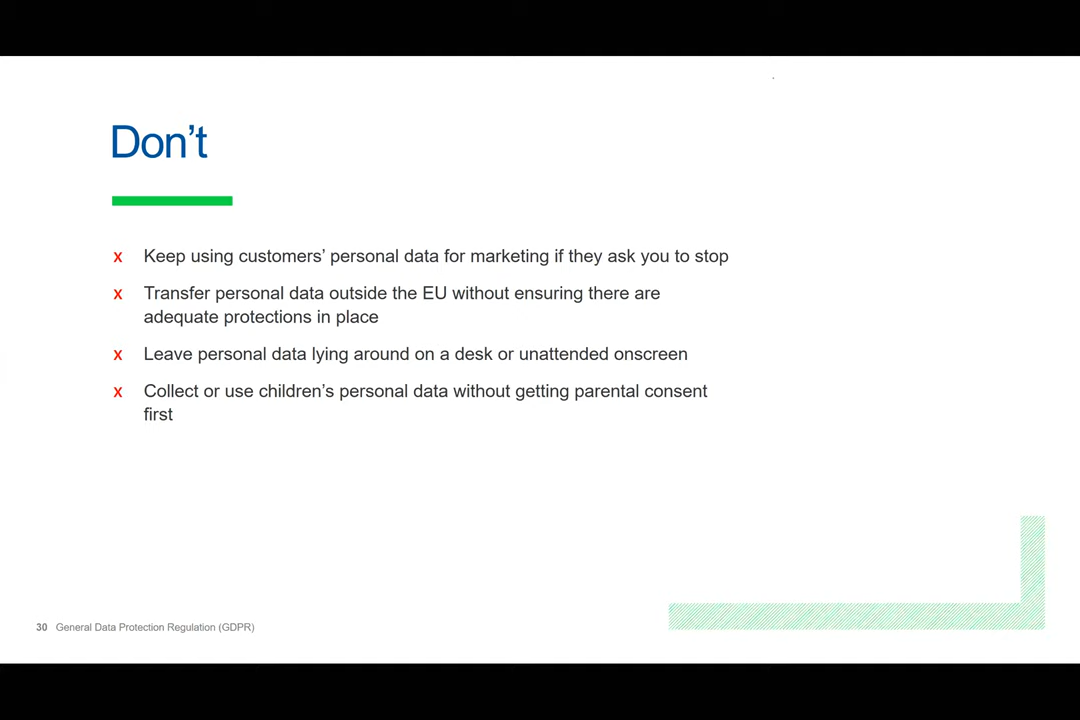 Don’t
x Keep using customers’ personal data for marketing if they ask you to stop
x Transfer personal data outside the EU without ensuring there are
adequate protections in place
x Leave personal data lying around on a desk or unattended onscreen
x Collect or use children’s personal data without getting parental consent
first
30 General Data Protection Regulation (GDPR)